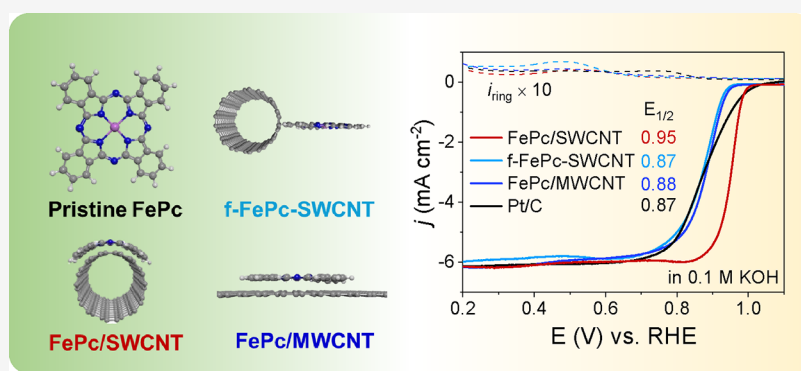 Pristine FePc
f-FePc-SWCNT
FePc/SWCNT
FePc/MWCNT
j (mA cm⁻²)
0
-2
-4
-6
i_ring × 10
E_1/2
FePc/SWCNT 0.95
f-FePc-SWCNT 0.87
FePc/MWCNT 0.88
Pt/C 0.87
in 0.1 M KOH
0.2 0.4 0.6 0.8 1.0
E (V) vs. RHE